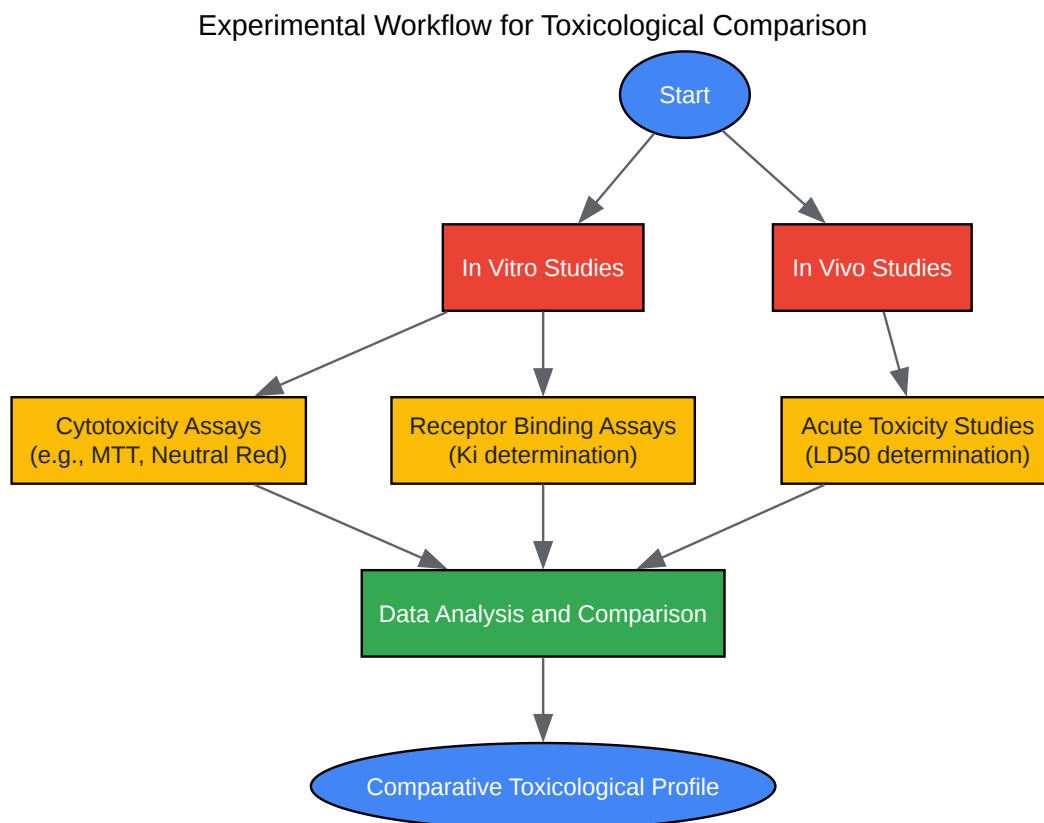 Experimental Workflow for Toxicological Comparison
Start
In Vitro Studies
In Vivo Studies
Cytotoxicity Assays
(e.g., MTT, Neutral Red)
Receptor Binding Assays
(Ki determination)
Acute Toxicity Studies
(LD50 determination)
Data Analysis and Comparison
Comparative Toxicological Profile